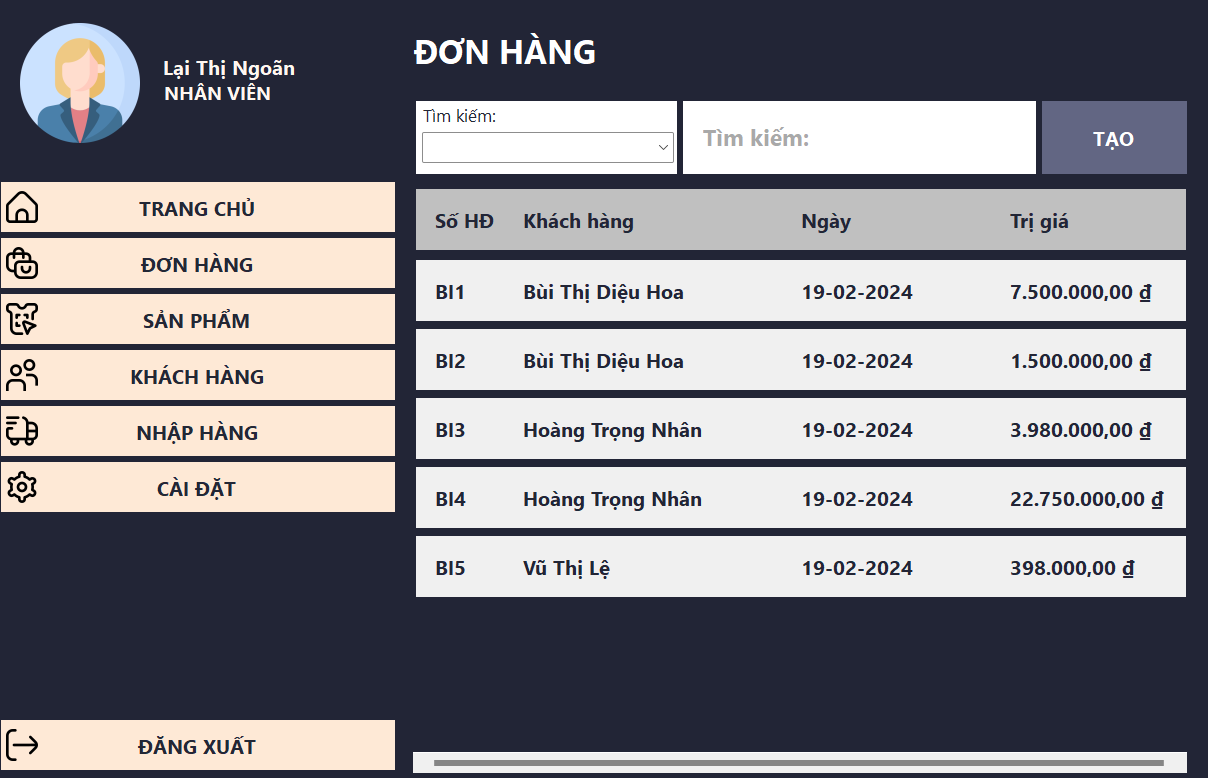 Lại Thị Ngoãn
NHÂN VIÊN
TRANG CHỦ
ĐƠN HÀNG
SẢN PHẨM
KHÁCH HÀNG
NHẬP HÀNG
CÀI ĐẶT
ĐĂNG XUẤT
ĐƠN HÀNG
Tìm kiếm:
Tìm kiếm:
TẠO
Số HĐ Khách hàng Ngày Trị giá
BI1 Bùi Thị Diệu Hoa 19-02-2024 7.500.000,00 ₫
BI2 Bùi Thị Diệu Hoa 19-02-2024 1.500.000,00 ₫
BI3 Hoàng Trọng Nhân 19-02-2024 3.980.000,00 ₫
BI4 Hoàng Trọng Nhân 19-02-2024 22.750.000,00 ₫
BI5 Vũ Thị Lệ 19-02-2024 398.000,00 ₫